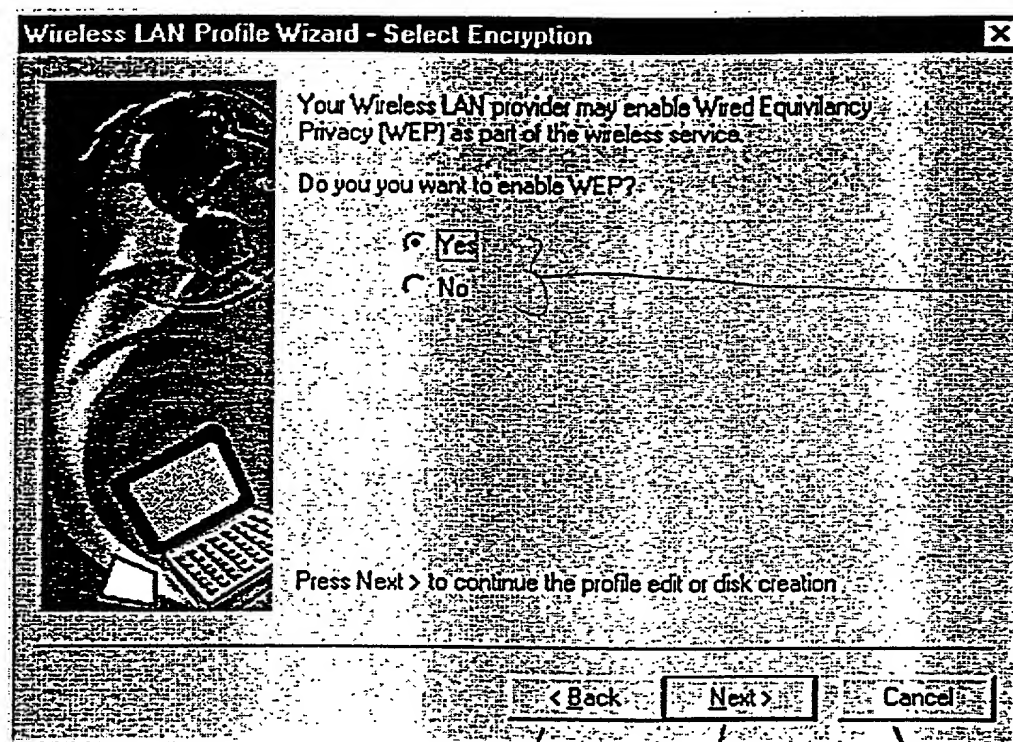 Wireless LAN Profile Wizard - Select Encryption
Your Wireless LAN provider may enable Wired Equivilancy
Privacy (WEP) as part of the wireless service.
Do you you want to enable WEP?
Yes
No
Press Next > to continue the profile edit or disk creation
< Back Next > Cancel